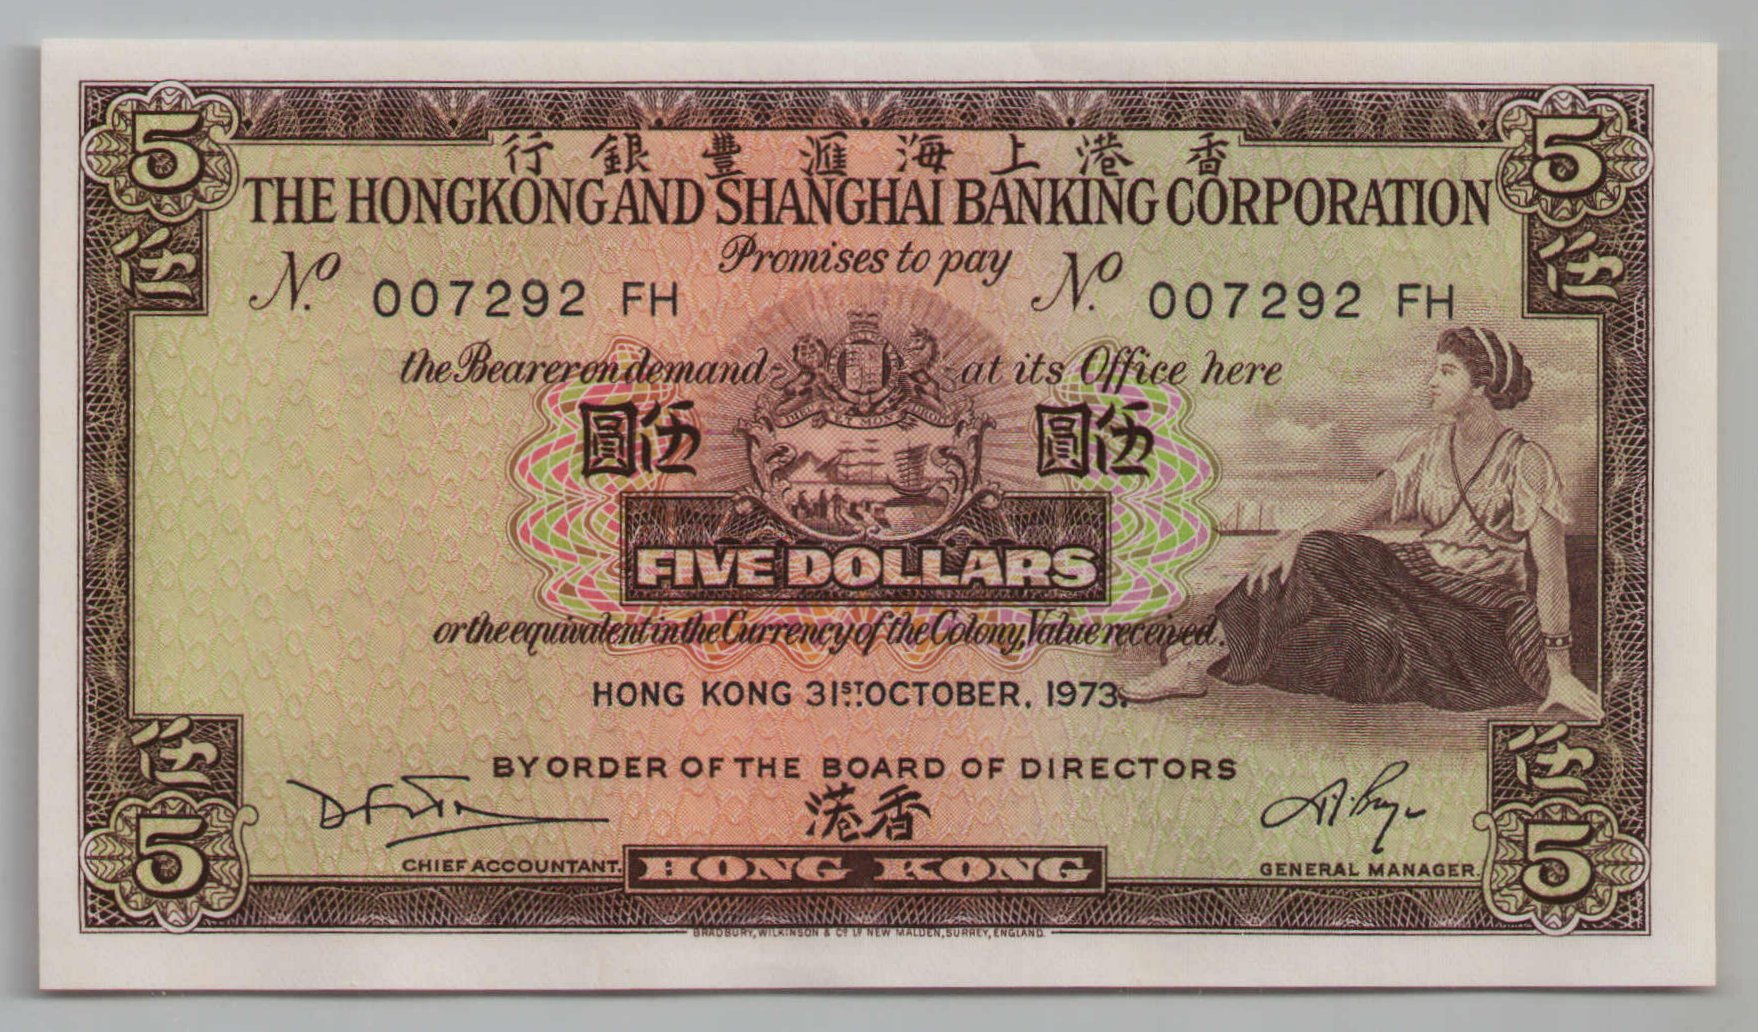 5 5
香港上海滙豐銀行
THE HONGKONG AND SHANGHAI BANKING CORPORATION
伍 伍
Promises to pay
No. 007292 FH No. 007292 FH
the Bearer on demand at its Office here
伍圓 伍圓
FIVE DOLLARS
or the equivalent in the Currency of the Colony, Value received.
HONG KONG 31ST OCTOBER, 1973.
伍 伍
BY ORDER OF THE BOARD OF DIRECTORS
香港
5 5
CHIEF ACCOUNTANT. HONG KONG GENERAL MANAGER.
BRADBURY, WILKINSON & Co. Ld. NEW MALDEN, SURREY, ENGLAND.